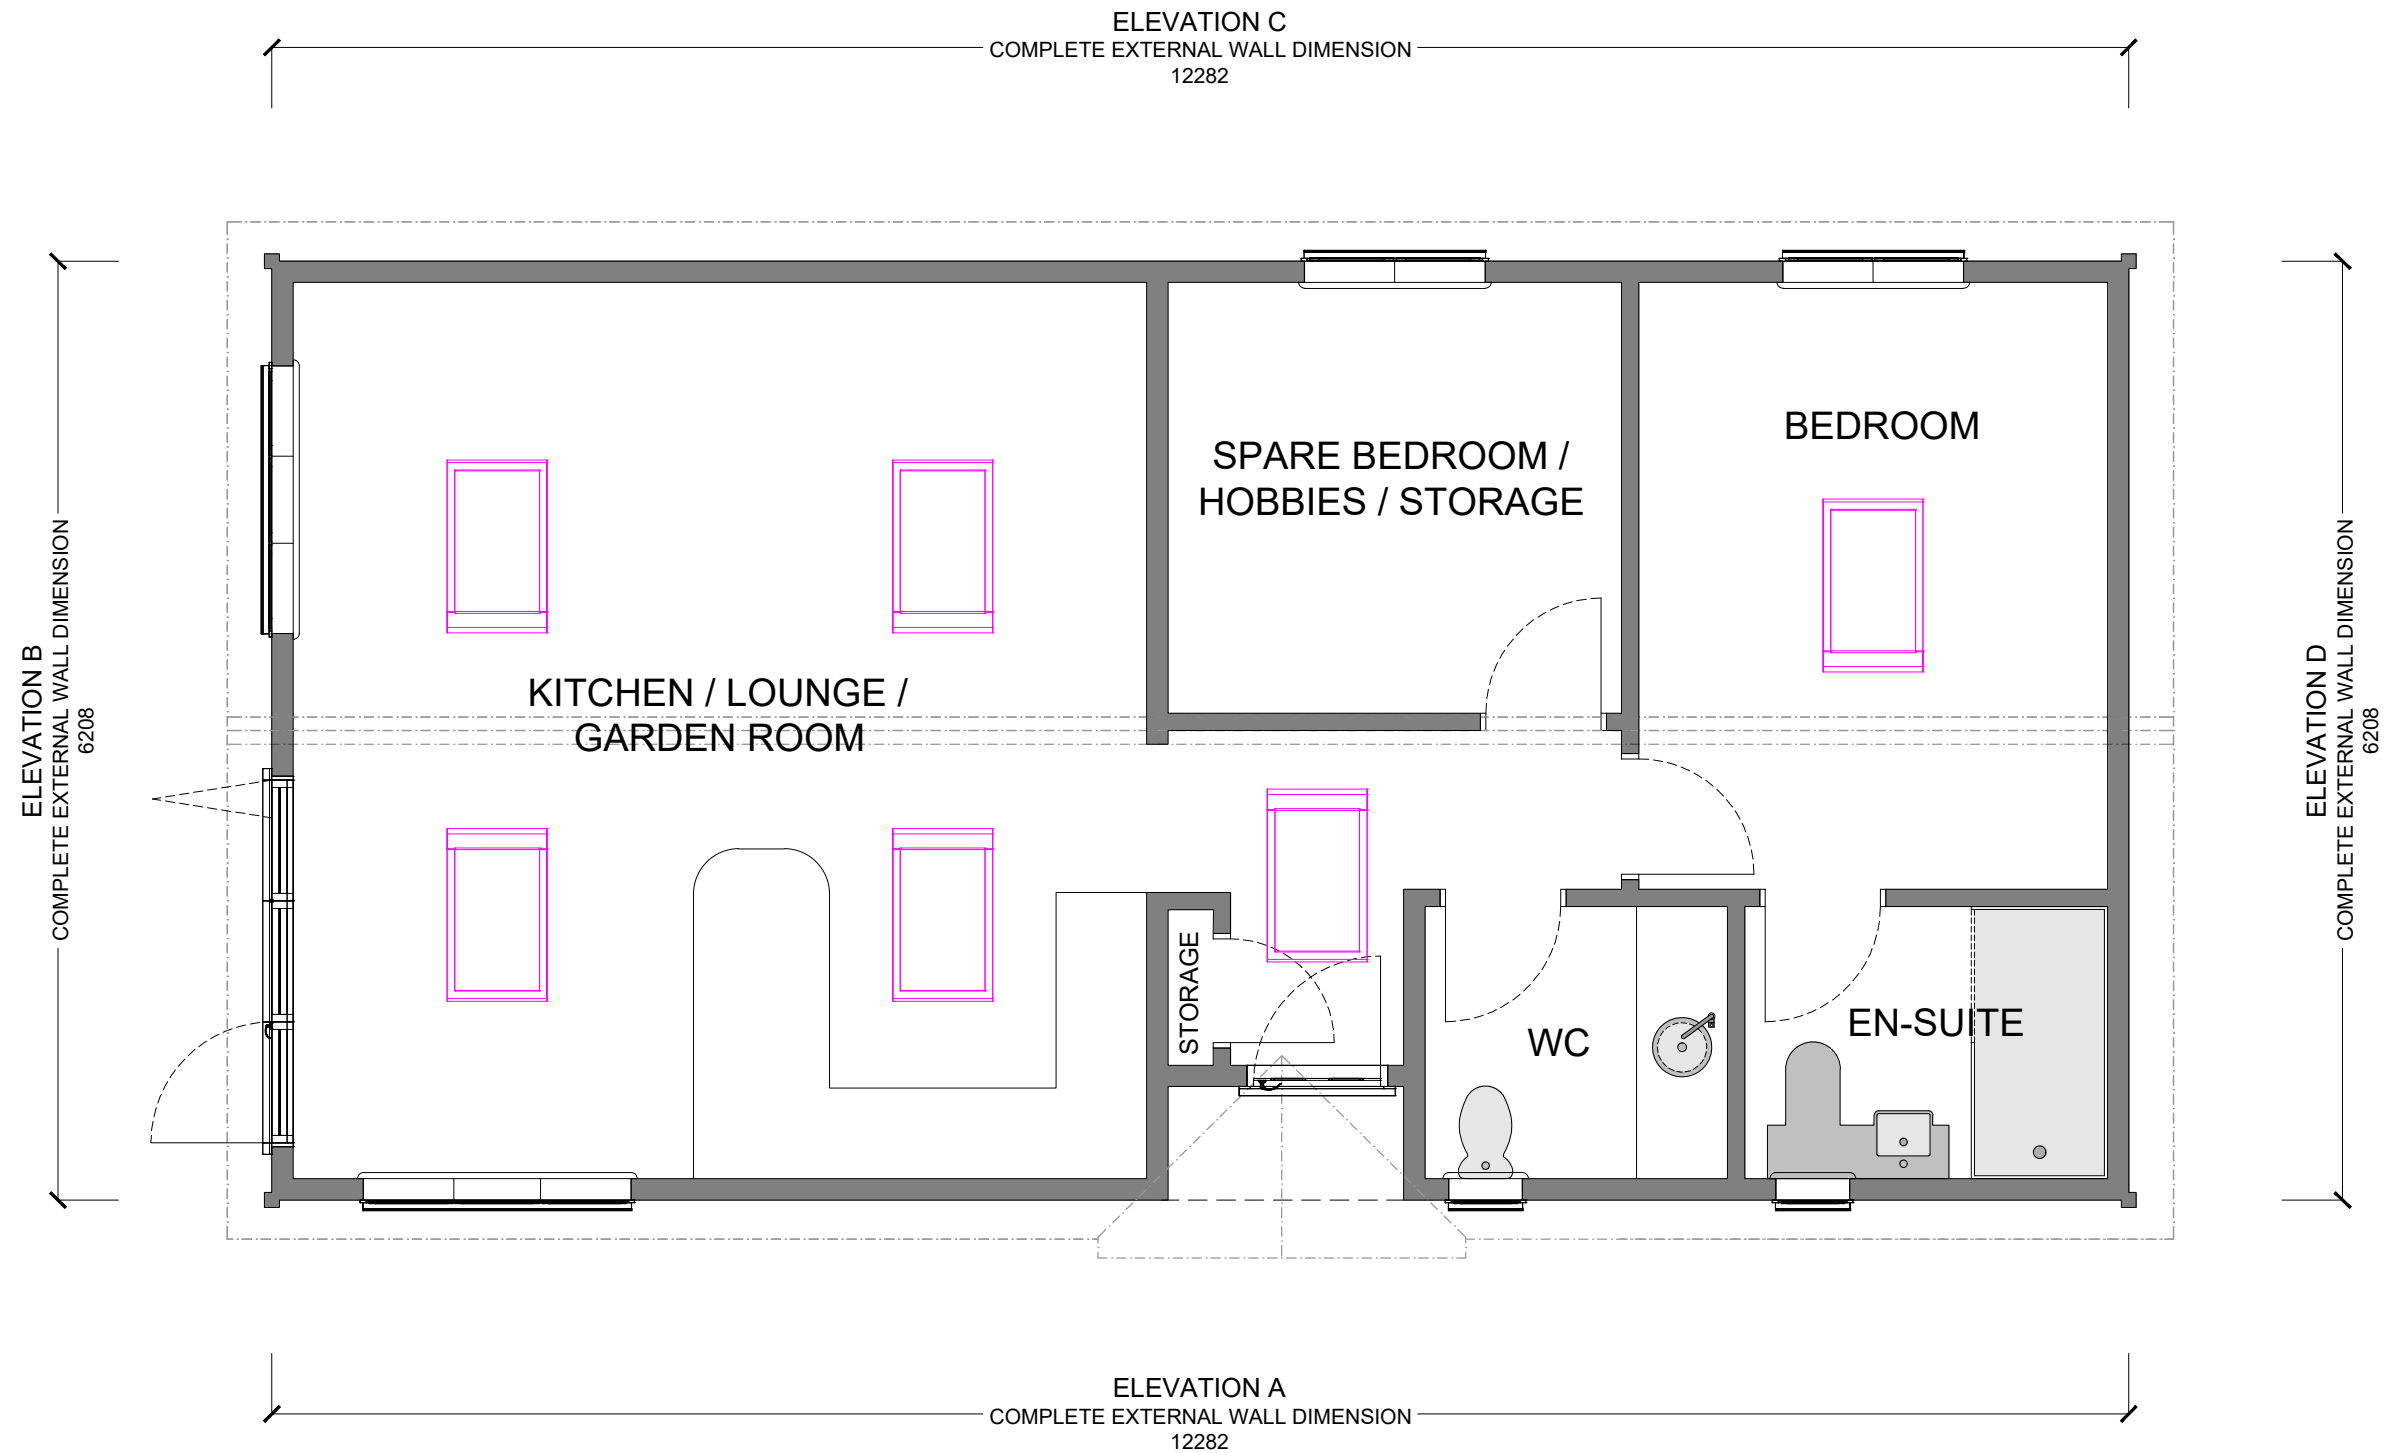 ELEVATION C
COMPLETE EXTERNAL WALL DIMENSION
12282
ELEVATION B
COMPLETE EXTERNAL WALL DIMENSION
6208
BEDROOM
SPARE BEDROOM /
HOBBIES / STORAGE
KITCHEN / LOUNGE /
GARDEN ROOM
ELEVATION D
COMPLETE EXTERNAL WALL DIMENSION
6208
STORAGE
WC
EN-SUITE
ELEVATION A
COMPLETE EXTERNAL WALL DIMENSION
12282